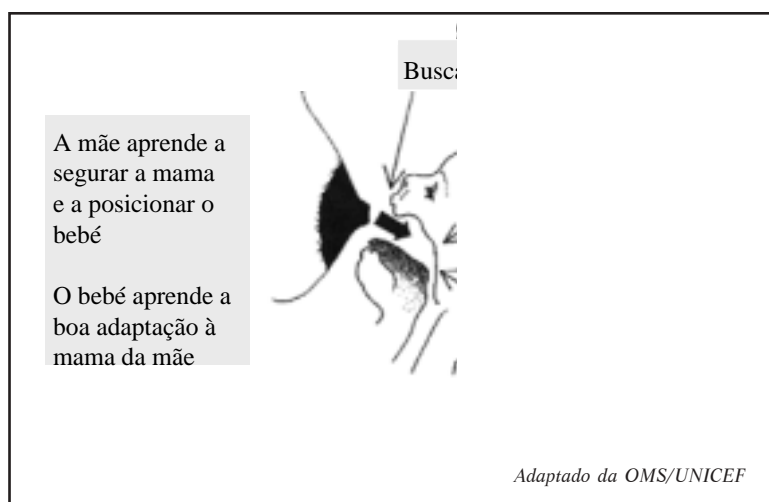 A mãe aprende a
segurar a mama
e a posicionar o
bebé
O bebé aprende a
boa adaptação à
mama da mãe
Adaptado da OMS/UNICEF